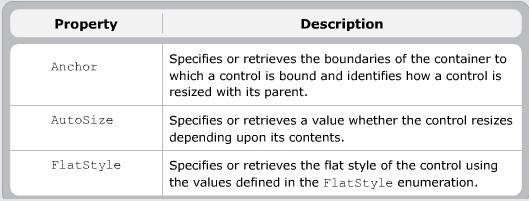 Property Description
Anchor
Specifies or retrieves the boundaries of the container to
which a control is bound and identifies how a control is
resized with its parent.
AutoSize
Specifies or retrieves a value whether the control resizes
depending upon its contents.
FlatStyle
Specifies or retrieves the flat style of the control using
the values defined in the FlatStyle enumeration.